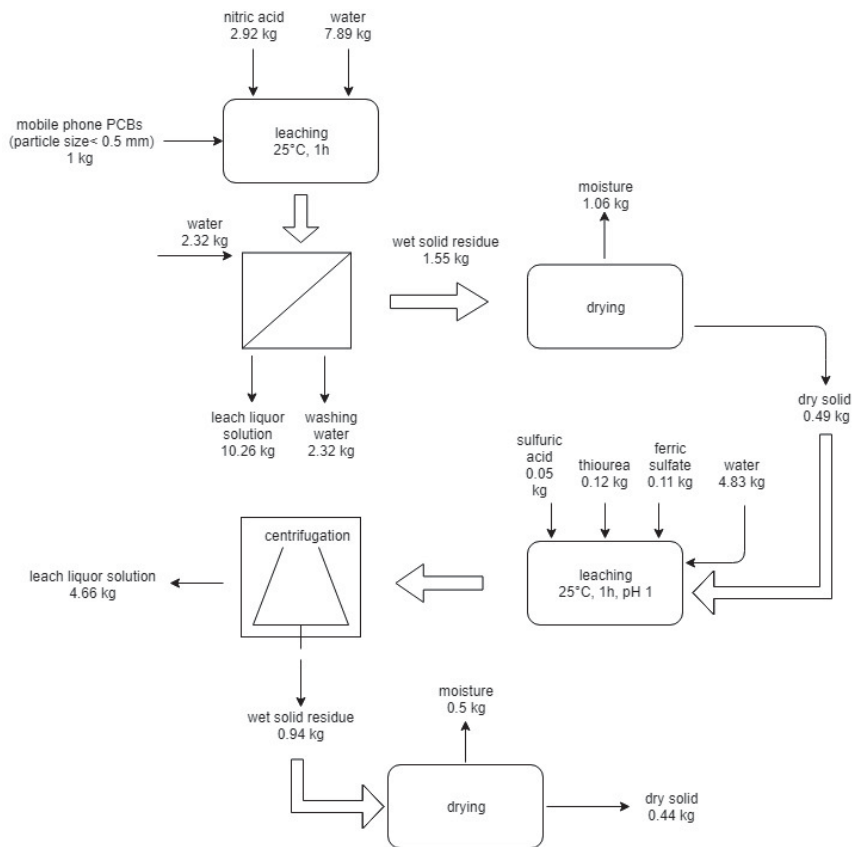 nitric acid
2.92 kg
water
7.89 kg
mobile phone PCBs
(particle size< 0.5 mm)
1 kg
leaching
25°C, 1h
water
2.32 kg
wet solid residue
1.55 kg
moisture
1.06 kg
drying
leach liquor
solution
10.26 kg
washing
water
2.32 kg
dry solid
0.49 kg
sulfuric
acid
0.05
kg
thiourea
0.12 kg
ferric
sulfate
0.11 kg
water
4.83 kg
centrifugation
leaching
25°C, 1h, pH 1
leach liquor solution
4.66 kg
wet solid residue
0.94 kg
moisture
0.5 kg
drying
dry solid
0.44 kg